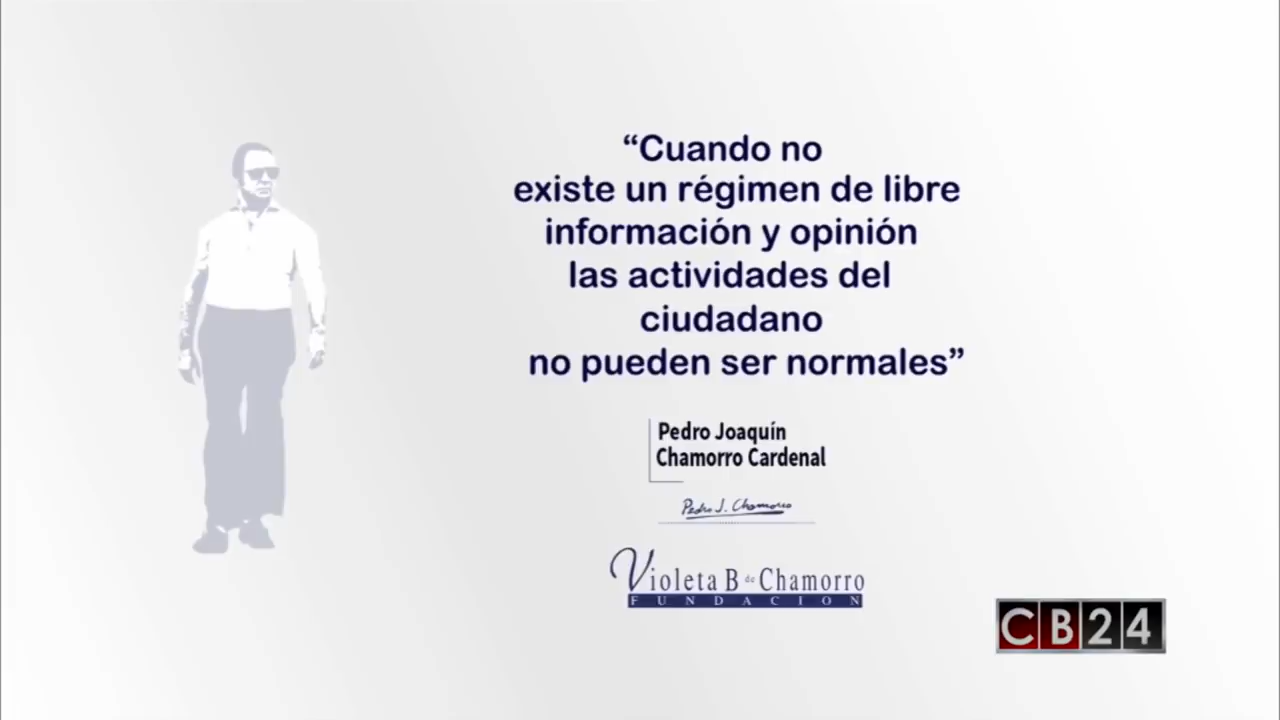 “Cuando no
existe un régimen de libre
información y opinión
las actividades del
ciudadano
no pueden ser normales”
Pedro Joaquín
Chamorro Cardenal
Pedro J. Chamorro
Violeta B de Chamorro
FUNDACION
CB24